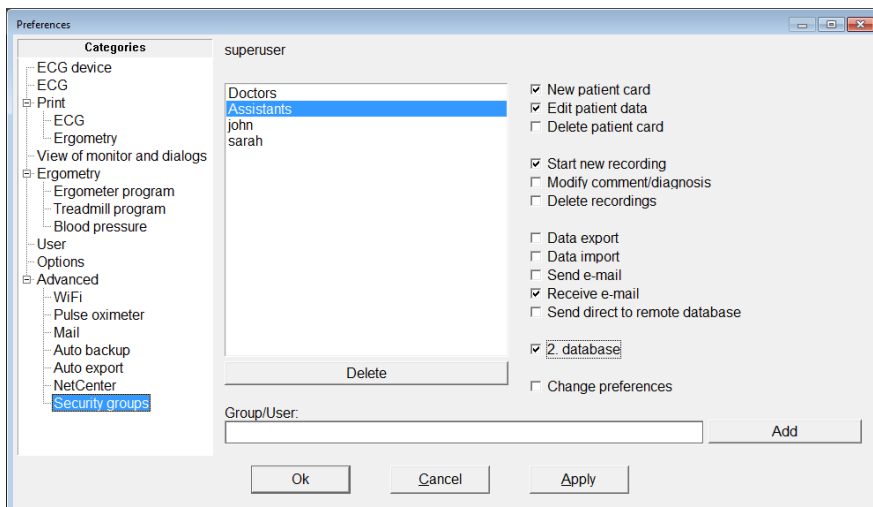 Preferences
Categories
ECG device
ECG
Print
ECG
Ergometry
View of monitor and dialogs
Ergometry
Ergometer program
Treadmill program
Blood pressure
User
Options
Advanced
WiFi
Pulse oximeter
Mail
Auto backup
Auto export
NetCenter
Security groups
superuser
Doctors
Assistants
john
sarah
Delete
New patient card
Edit patient data
Delete patient card
Start new recording
Modify comment/diagnosis
Delete recordings
Data export
Data import
Send e-mail
Receive e-mail
Send direct to remote database
2. database
Change preferences
Group/User:
Add
Ok
Cancel
Apply